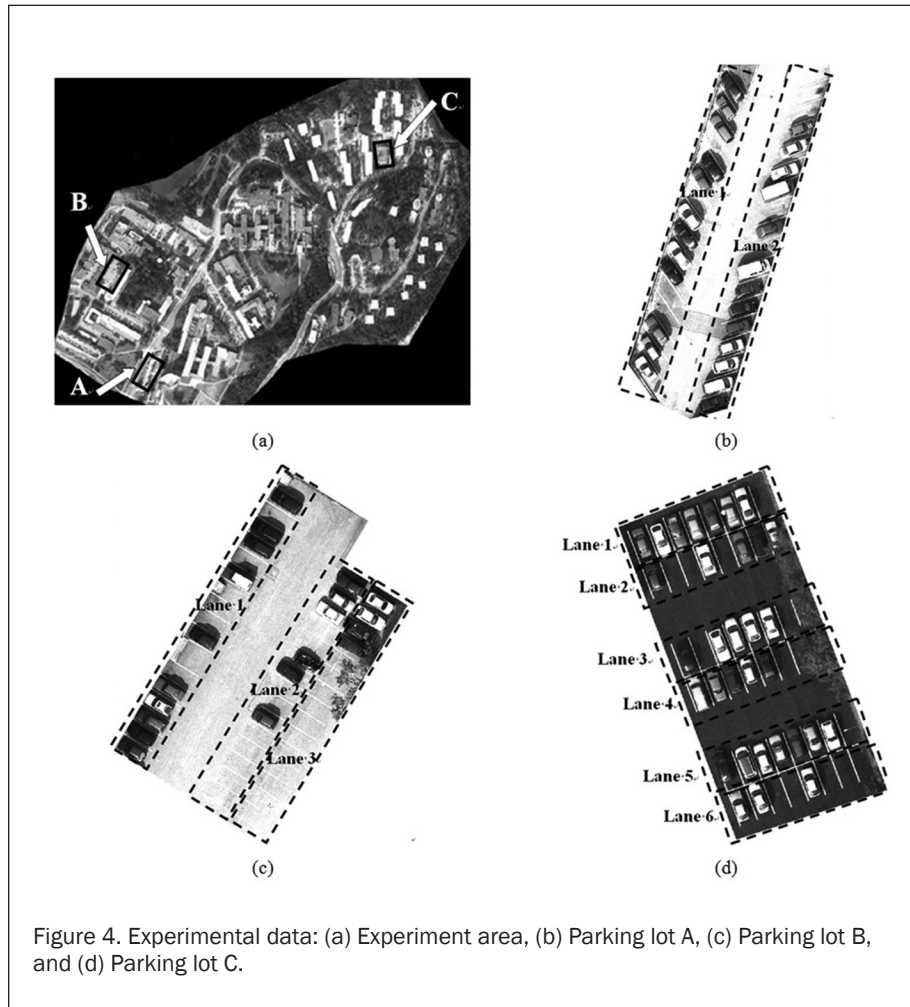 C
B
A
(a)
Lane 1
Lane 2
(b)
Lane 1
Lane 2
Lane 3
(c)
Lane 1
Lane 2
Lane 3
Lane 4
Lane 5
Lane 6
(d)
Figure 4. Experimental data: (a) Experiment area, (b) Parking lot A, (c) Parking lot B,
and (d) Parking lot C.